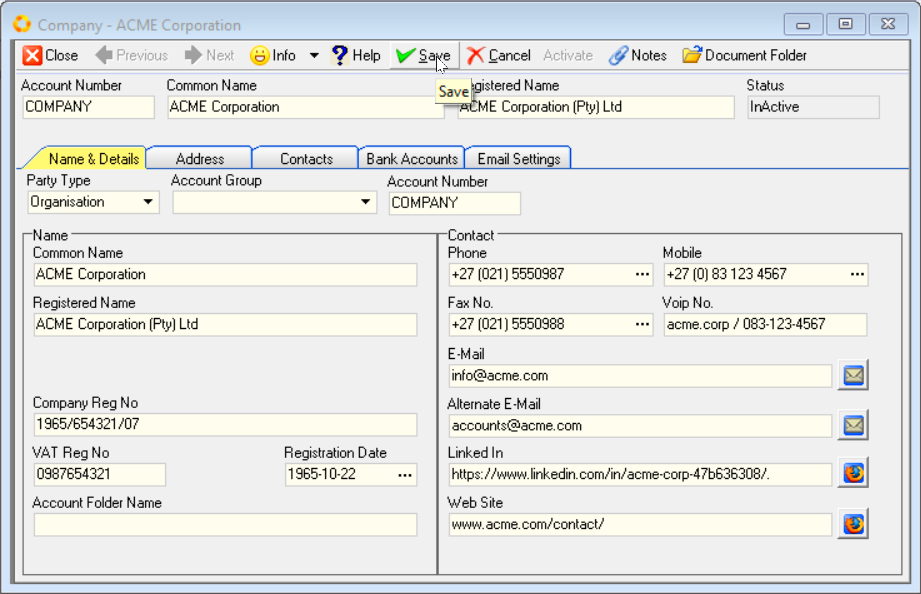 Company - ACME Corporation
Close Previous Next Info Help Save Cancel Activate Notes Document Folder
Account Number Common Name gistered Name Status
COMPANY ACME Corporation ACME Corporation (Pty) Ltd InActive
Save
Name & Details Address Contacts Bank Accounts Email Settings
Party Type Account Group Account Number
Organisation COMPANY
Name Contact
Common Name Phone Mobile
ACME Corporation +27 (021) 5550987 ... +27 (0) 83 123 4567 ...
Registered Name Fax No. Voip No.
ACME Corporation (Pty) Ltd +27 (021) 5550988 ... acme.corp / 083-123-4567
E-Mail
info@acme.com
Company Reg No Alternate E-Mail
1965/654321/07 accounts@acme.com
VAT Reg No Registration Date Linked In
0987654321 1965-10-22 ... https://www.linkedin.com/in/acme-corp-47b636308/.
Account Folder Name Web Site
www.acme.com/contact/